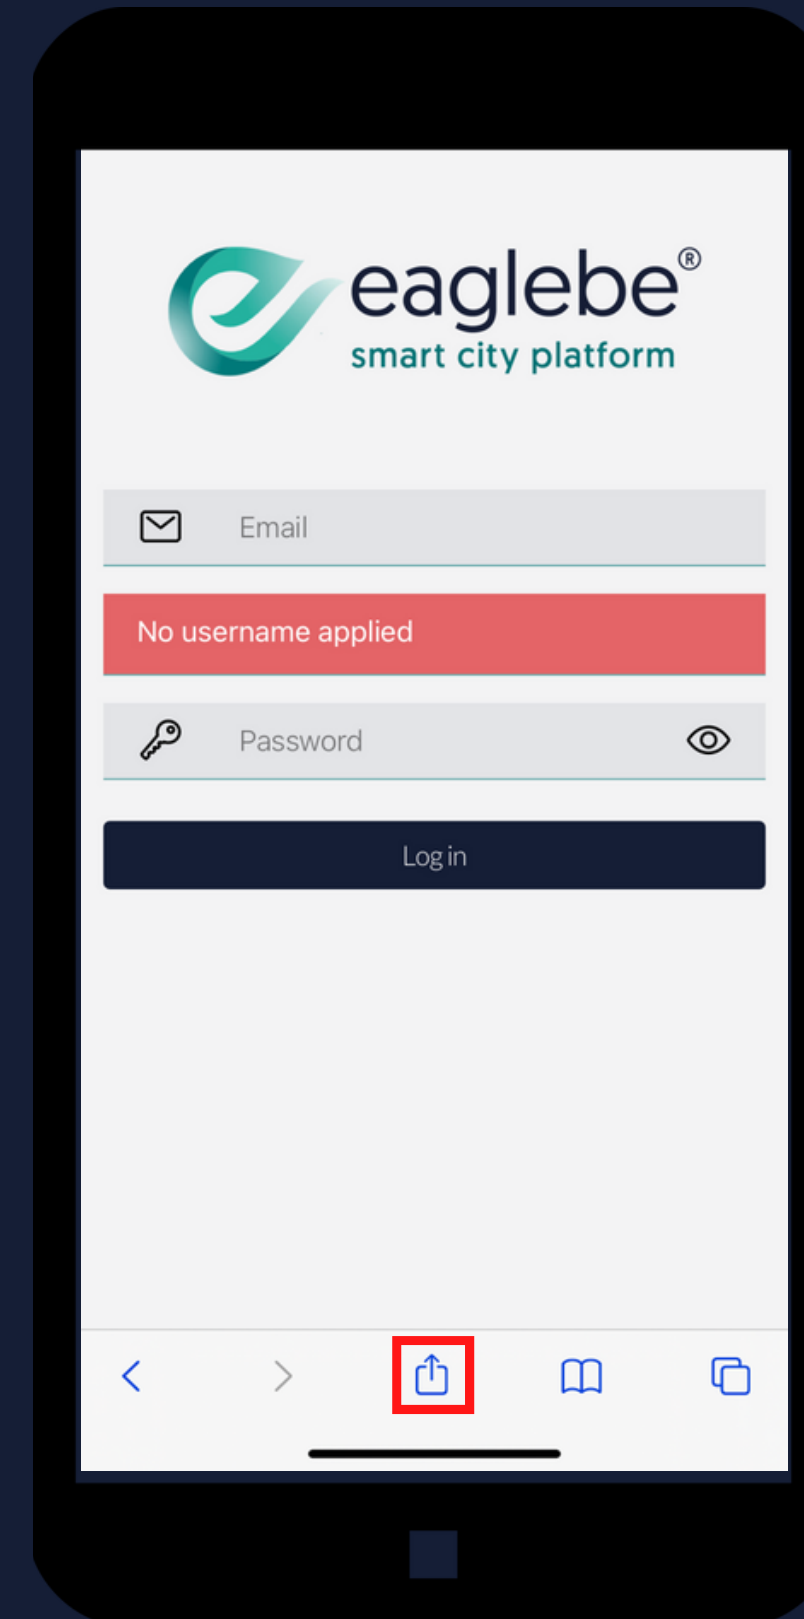 eaglebe®
smart city platform
Email
No username applied
Password
Log in